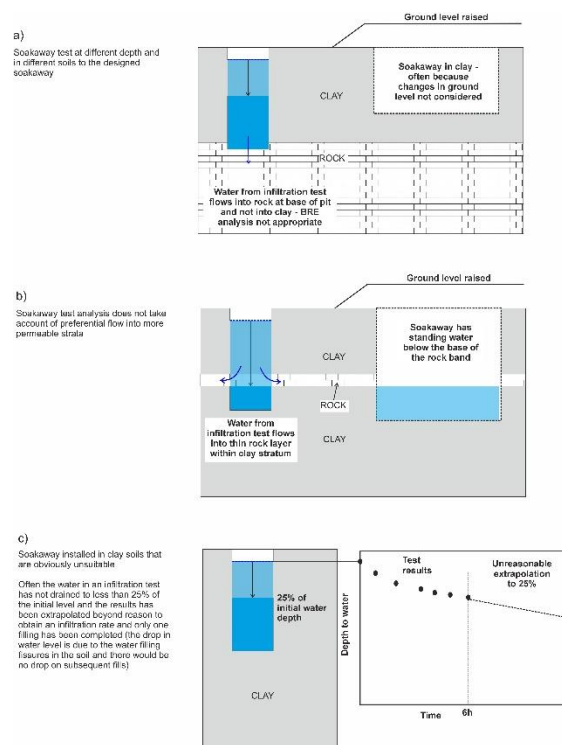 Ground level raised
a)
Soakaway test at different depth and
in different soils to the designed
soakaway
Soakaway in clay -
often because
changes in ground
level not considered
CLAY
ROCK
Water from infiltration test
flows into rock at base of pit
and not into clay - BRE
analysis not appropriate
Ground level raised
b)
Soakaway test analysis does not take
account of preferential flow into more
permeable strata
Soakaway has
standing water
below the base of
the rock band
CLAY
ROCK
Water from
infiltration test flows
into thin rock layer
within clay stratum
CLAY
c)
Soakaway installed in clay soils that
are obviously unsuitable
Often the water in an infiltration test
has not drained to less than 25% of
the initial level and the results has
been extrapolated beyond reason to
obtain an infiltration rate and only one
filling has been completed (the drop in
water level is due to the water filling
fissures in the soil and there would be
no drop on subsequent fills)
25% of
initial water
depth
CLAY
Depth to water
Test
results
Unreasonable
extrapolation
to 25%
Time
6h